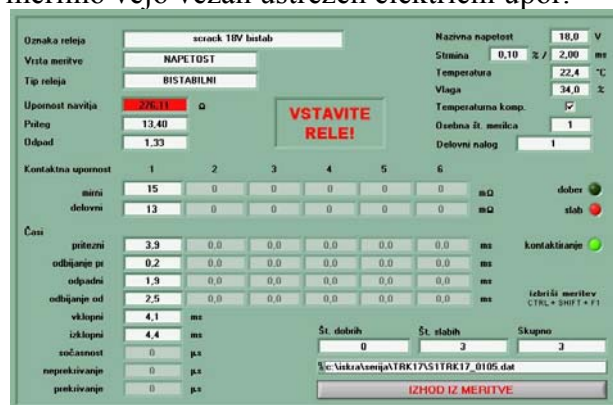 merimo vejo vezan ustrezen električni upor.
Oznaka releja scrack 18V bistab
Vrsta meritve NAPETOST
Tip releja BISTABILNI
Nazivna napetost 18,0 V
Strmina 0,10 % / 2,00 ms
Temperatura 22,4 °C
Vlaga 34,0 %
Temperaturna komp.
Osebna št. merilca 1
Delovni nalog 1
Upornost navitja 276,11 Ω
Priteg 13,40
Odpad 1,33
VSTAVITE
RELE!
Kontaktna upornost 1 2 3 4 5 6
mirni 15 0 0 0 0 0 mΩ dober
delovni 13 0 0 0 0 0 mΩ slab
Časi
pritezni 3,9 0,0 0,0 0,0 0,0 0,0 ms kontaktiranje
odbijanje pi 0,2 0,0 0,0 0,0 0,0 0,0 ms
odpadni 1,9 0,0 0,0 0,0 0,0 0,0 ms
odbijanje od 2,5 0,0 0,0 0,0 0,0 0,0 ms
izbriši meritev
CTRL + SHIFT + F1
vklopni 4,1 ms
izklopni 4,4 ms
sočasnost 0 µs
neprekrivanje 0 µs
prekrivanje 0 µs
Št. dobrih Št. slabih Skupno
0 3 3
c:\iskra\serija\TRK17\S1TRK17_0105.dat
IZHOD IZ MERITVE